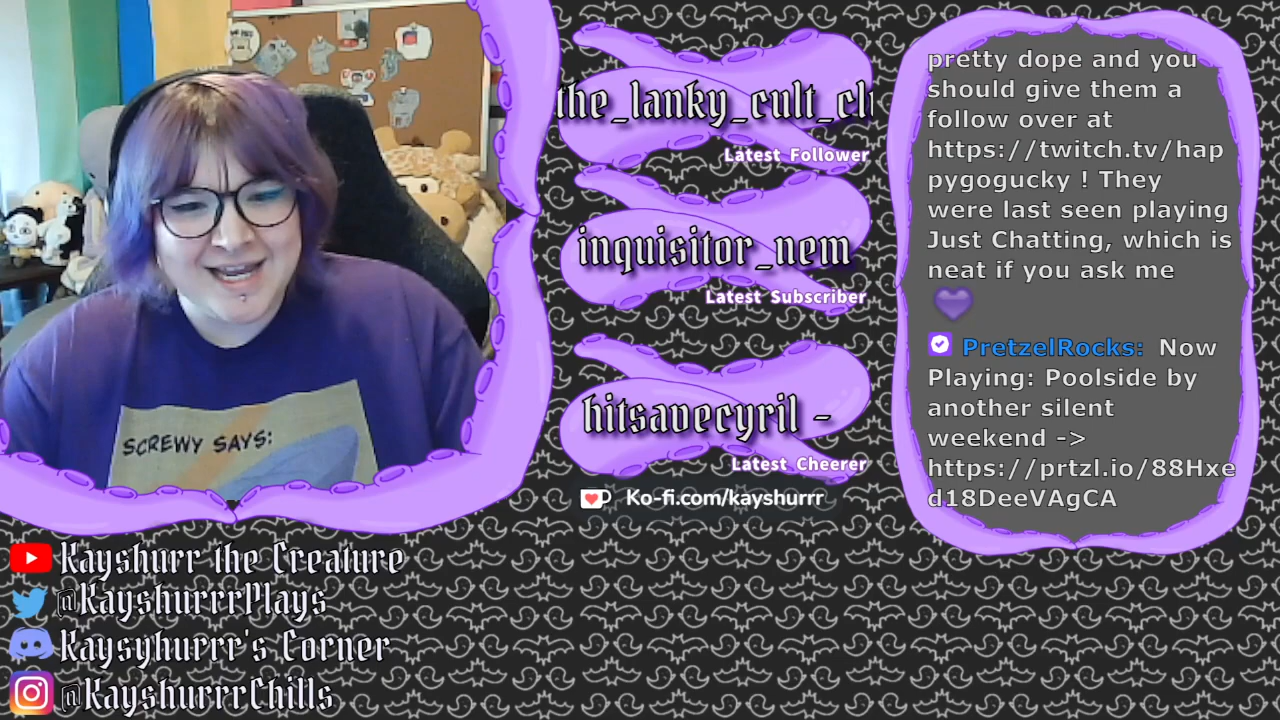 SCREWY SAYS:
the_lanky_cult_cl
Latest Follower
inquisitor_nem
Latest Subscriber
hitsavecyril -
Latest Cheerer
Ko-fi.com/kayshurrr
pretty dope and you
should give them a
follow over at
https://twitch.tv/hap
pygogucky ! They
were last seen playing
Just Chatting, which is
neat if you ask me
PretzelRocks: Now
Playing: Poolside by
another silent
weekend ->
https://prtzl.io/88Hxe
d18DeeVAgCA
Kayshurr the Creature
@KayshurrrPlays
Kaysyhurrr's Corner
@KayshurrrChills